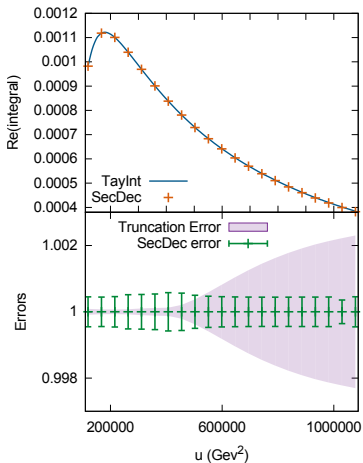 0.0012
0.0011
0.001
0.0009
0.0008
0.0007
0.0006
0.0005
0.0004
Re(integral)
TayInt
SecDec
Truncation Error
SecDec error
1.002
1
0.998
Errors
200000 600000 1000000
u (Gev²)